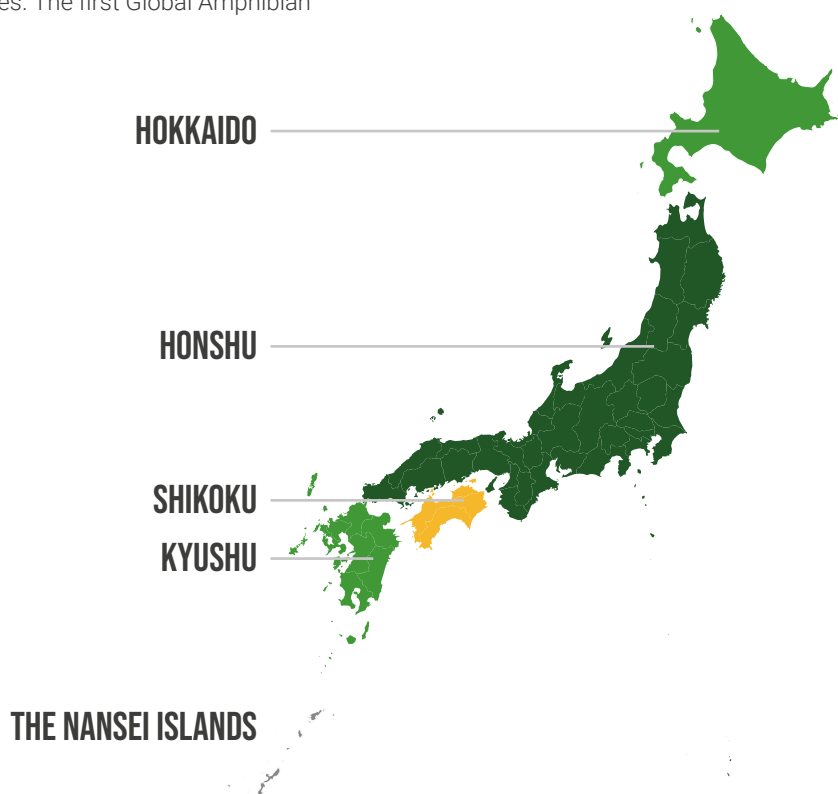 es. The first Global Amphibian
HOKKAIDO
HONSHU
SHIKOKU
KYUSHU
THE NANSEI ISLANDS